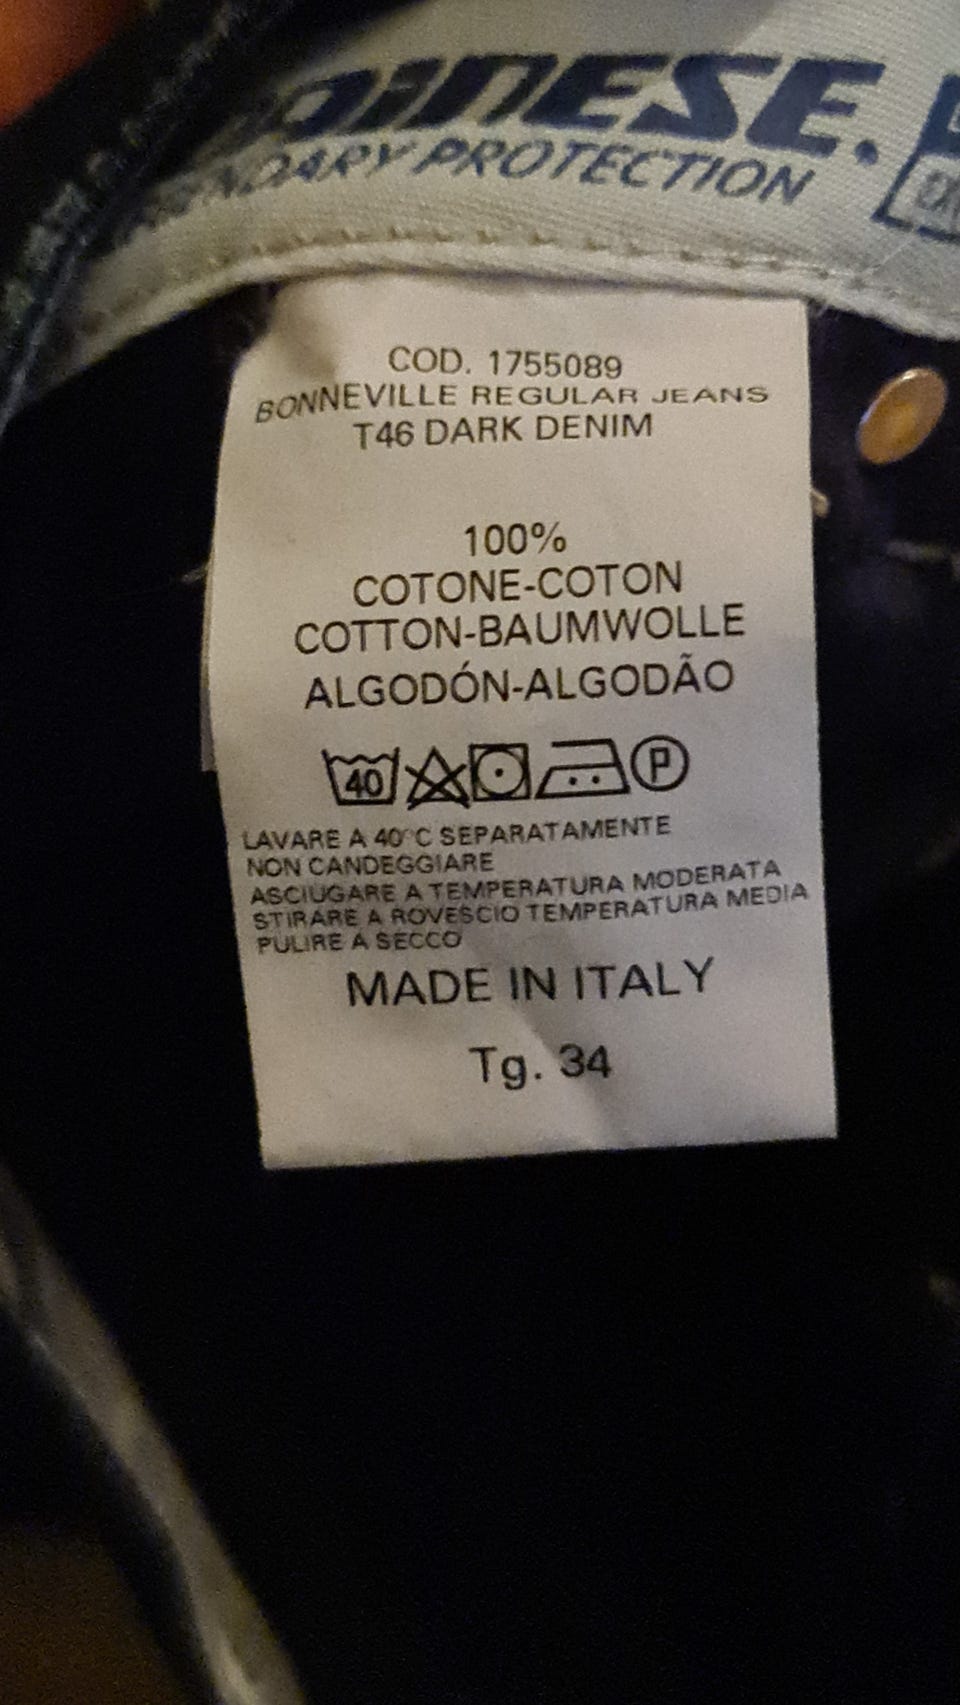 DAINESE.
LEGENDARY PROTECTION
COD. 1755089
BONNEVILLE REGULAR JEANS
T46 DARK DENIM
100%
COTONE-COTON
COTTON-BAUMWOLLE
ALGODÓN-ALGODÃO
40 P
LAVARE A 40°C SEPARATAMENTE
NON CANDEGGIARE
ASCIUGARE A TEMPERATURA MODERATA
STIRARE A ROVESCIO TEMPERATURA MEDIA
PULIRE A SECCO
MADE IN ITALY
Tg. 34